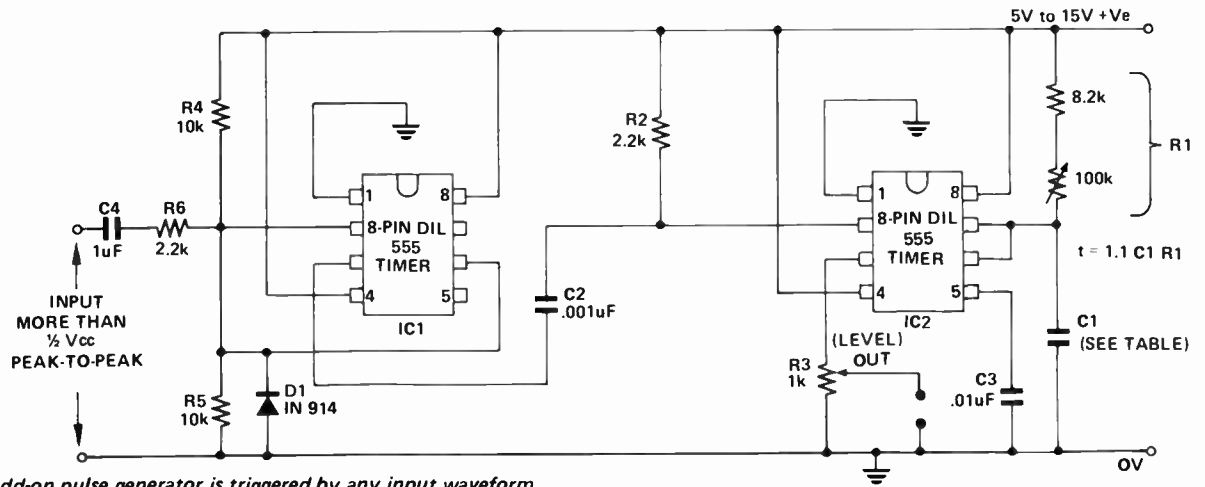 5V to 15V +Ve
R4
10k
R2
2.2k
8.2k
R1
100k
t = 1.1 C1 R1
C4
1uF
R6
2.2k
1
8
8-PIN DIL
555
TIMER
4
5
IC1
C2
.001uF
1
8
8-PIN DIL
555
TIMER
4
5
IC2
INPUT
MORE THAN
½ Vcc
PEAK-TO-PEAK
R5
10k
D1
IN 914
(LEVEL)
OUT
R3
1k
C3
.01uF
C1
(SEE TABLE)
OV
dd-on pulse generator is triggered by any input waveform